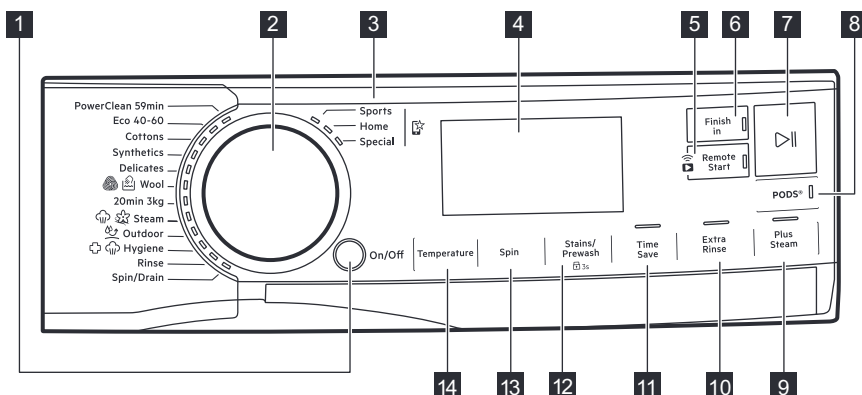 1
2
3
4
5
6
7
8
PowerClean 59min
Eco 40-60
Cottons
Synthetics
Delicates
Wool
20min 3kg
Steam
Outdoor
Hygiene
Rinse
Spin/Drain
Sports
Home
Special
On/Off
Temperature
Spin
Stains/
Prewash
3s
Time
Save
Extra
Rinse
Plus
Steam
Finish
in
Remote
Start
PODS®
14
13
12
11
10
9